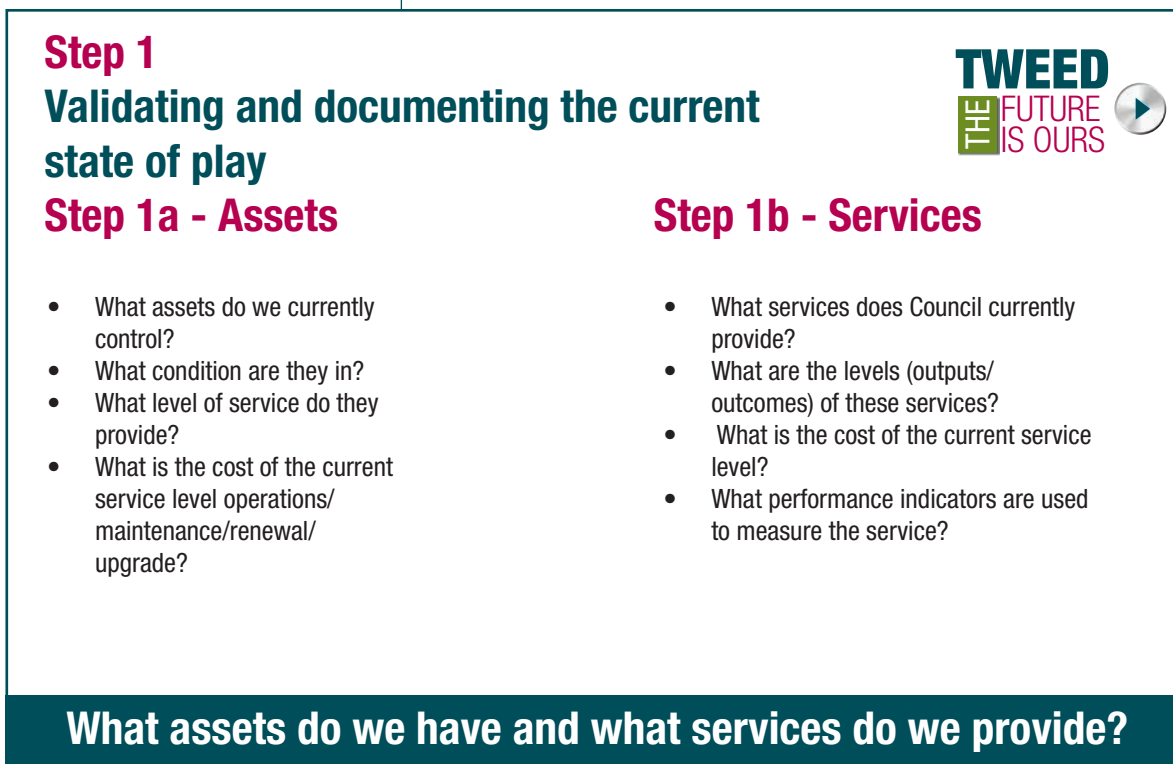 Step 1
Validating and documenting the current
state of play
TWEED
THE
FUTURE
IS OURS
Step 1a - Assets
• What assets do we currently
control?
• What condition are they in?
• What level of service do they
provide?
• What is the cost of the current
service level operations/
maintenance/renewal/
upgrade?
Step 1b - Services
• What services does Council currently
provide?
• What are the levels (outputs/
outcomes) of these services?
• What is the cost of the current service
level?
• What performance indicators are used
to measure the service?
What assets do we have and what services do we provide?